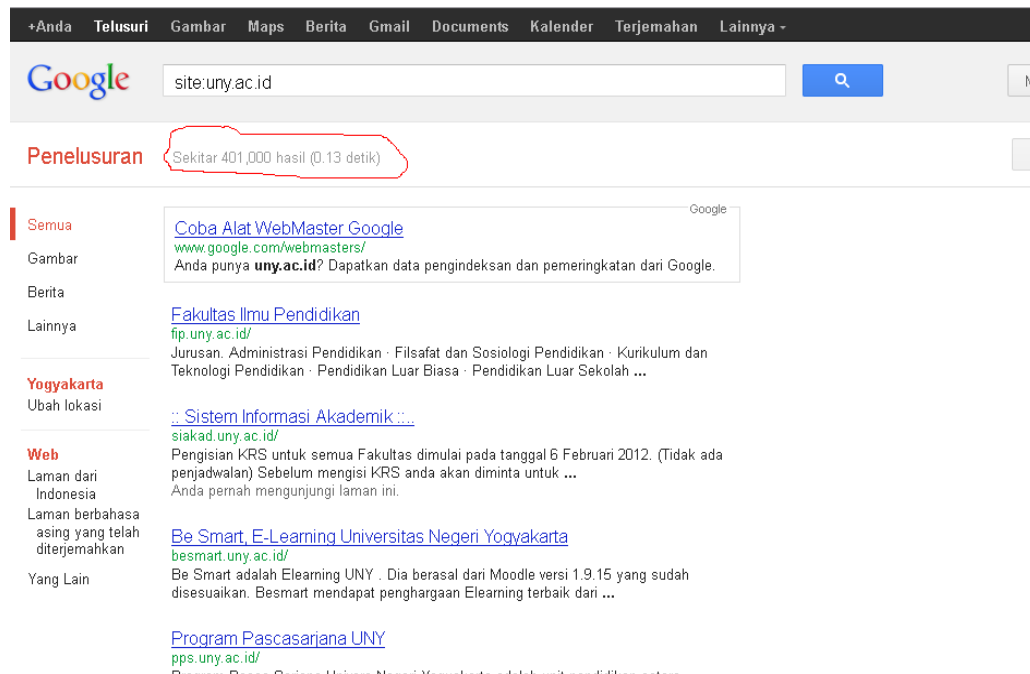 +Anda Telusuri Gambar Maps Berita Gmail Documents Kalender Terjemahan Lainnya
Google
site:uny.ac.id
Penelusuran
Sekitar 401,000 hasil (0.13 detik)
Semua
Gambar
Berita
Lainnya
Yogyakarta
Ubah lokasi
Web
Laman dari
Indonesia
Laman berbahasa
asing yang telah
diterjemahkan
Yang Lain
Google
Coba Alat WebMaster Google
www.google.com/webmasters/
Anda punya uny.ac.id? Dapatkan data pengindeksan dan pemeringkatan dari Google.
Fakultas Ilmu Pendidikan
fip.uny.ac.id/
Jurusan. Administrasi Pendidikan · Filsafat dan Sosiologi Pendidikan · Kurikulum dan
Teknologi Pendidikan · Pendidikan Luar Biasa · Pendidikan Luar Sekolah ...
:: Sistem Informasi Akademik ::..
siakad.uny.ac.id/
Pengisian KRS untuk semua Fakultas dimulai pada tanggal 6 Februari 2012. (Tidak ada
penjadwalan) Sebelum mengisi KRS anda akan diminta untuk ...
Anda pernah mengunjungi laman ini.
Be Smart, E-Learning Universitas Negeri Yogyakarta
besmart.uny.ac.id/
Be Smart adalah Elearning UNY . Dia berasal dari Moodle versi 1.9.15 yang sudah
disesuaikan. Besmart mendapat penghargaan Elearning terbaik dari ...
Program Pascasarjana UNY
pps.uny.ac.id/